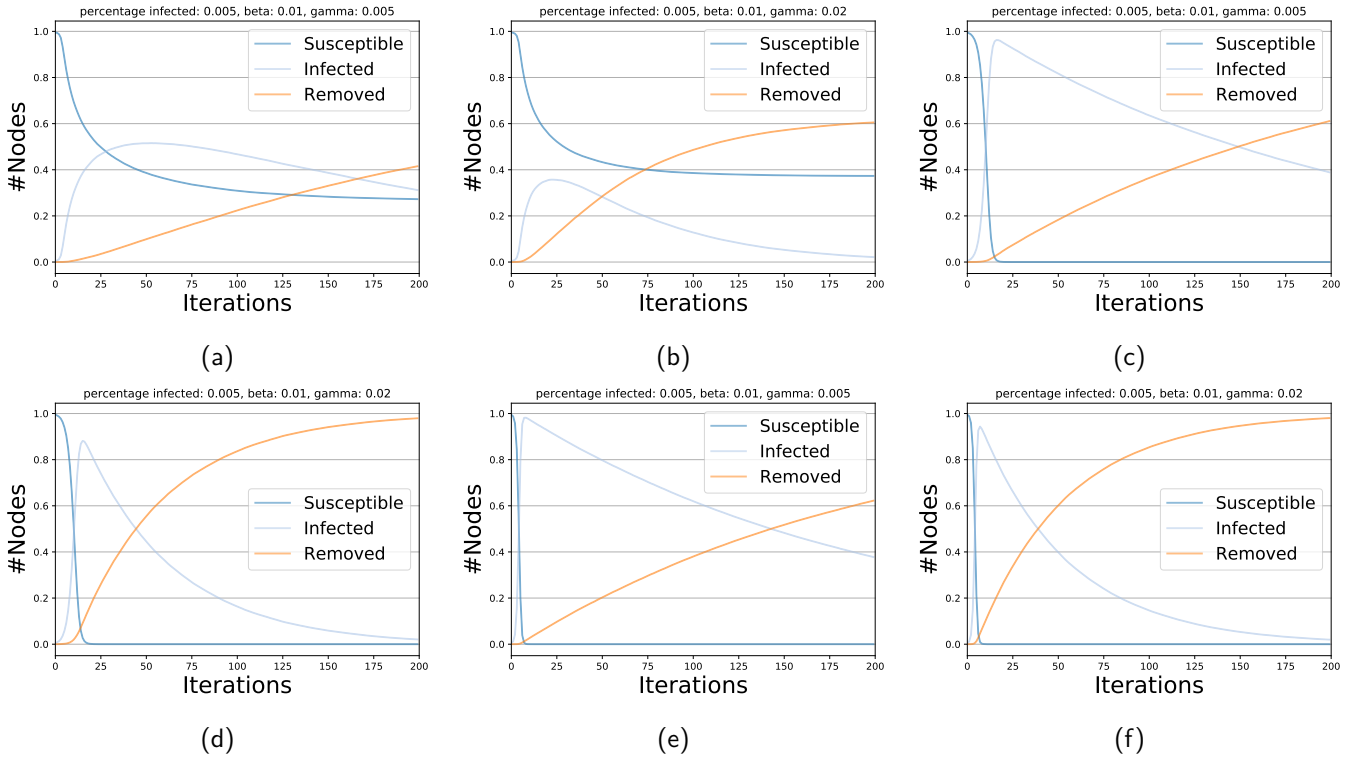 percentage infected: 0.005, beta: 0.01, gamma: 0.005
1.0
0.8
0.6
0.4
0.2
0.0
#Nodes
Susceptible
Infected
Removed
0 25 50 75 100 125 150 175 200
Iterations
(a)
percentage infected: 0.005, beta: 0.01, gamma: 0.02
1.0
0.8
0.6
0.4
0.2
0.0
#Nodes
Susceptible
Infected
Removed
0 25 50 75 100 125 150 175 200
Iterations
(b)
percentage infected: 0.005, beta: 0.01, gamma: 0.005
1.0
0.8
0.6
0.4
0.2
0.0
#Nodes
Susceptible
Infected
Removed
0 25 50 75 100 125 150 175 200
Iterations
(c)
percentage infected: 0.005, beta: 0.01, gamma: 0.02
1.0
0.8
0.6
0.4
0.2
0.0
#Nodes
Susceptible
Infected
Removed
0 25 50 75 100 125 150 175 200
Iterations
(d)
percentage infected: 0.005, beta: 0.01, gamma: 0.005
1.0
0.8
0.6
0.4
0.2
0.0
#Nodes
Susceptible
Infected
Removed
0 25 50 75 100 125 150 175 200
Iterations
(e)
percentage infected: 0.005, beta: 0.01, gamma: 0.02
1.0
0.8
0.6
0.4
0.2
0.0
#Nodes
Susceptible
Infected
Removed
0 25 50 75 100 125 150 175 200
Iterations
(f)